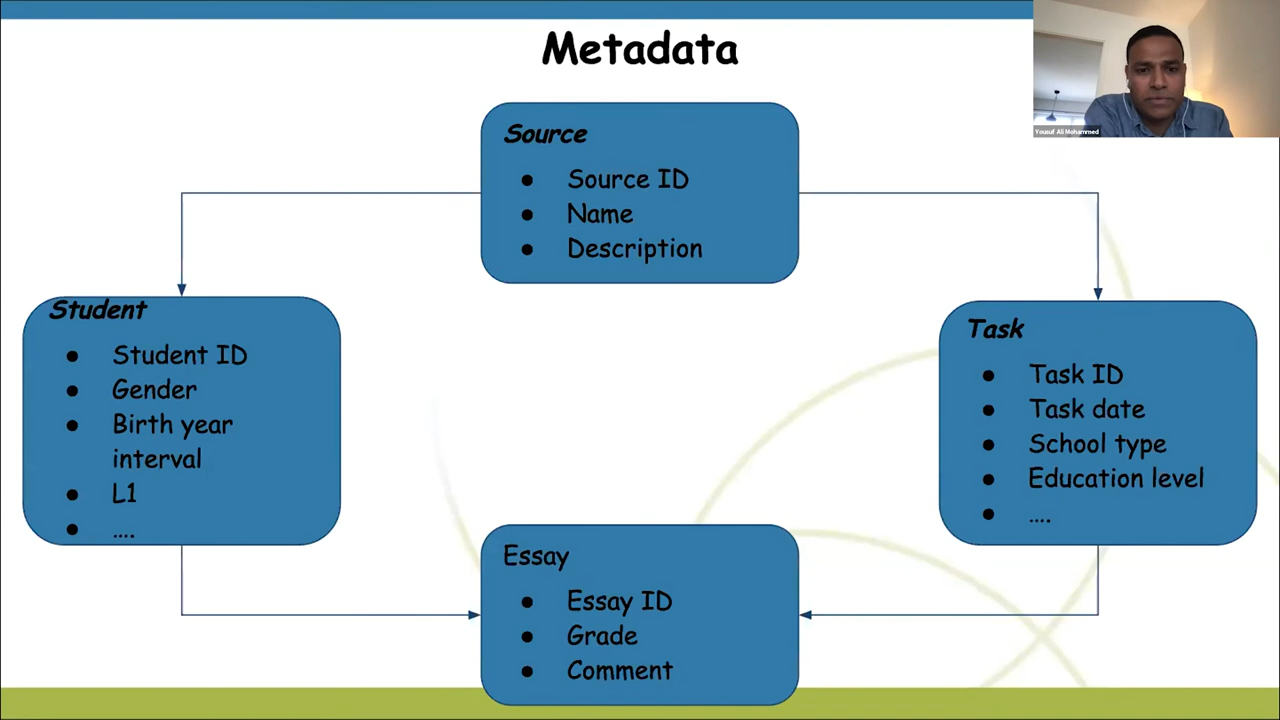 Metadata
Yousuf Ali Mohammed
Source
● Source ID
● Name
● Description
Student
● Student ID
● Gender
● Birth year
interval
● L1
● ....
Task
● Task ID
● Task date
● School type
● Education level
● ....
Essay
● Essay ID
● Grade
● Comment